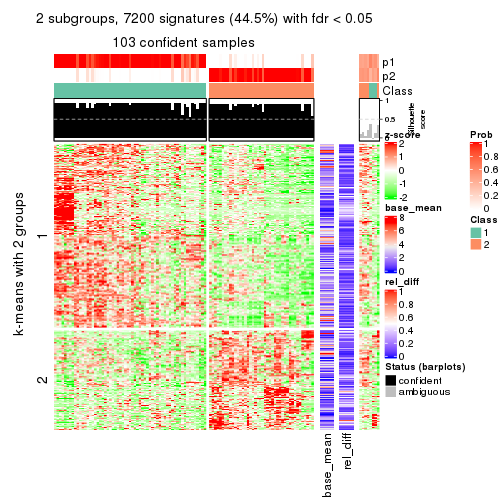 2 subgroups, 7200 signatures (44.5%) with fdr < 0.05
103 confident samples
p1
p2
Class
1
0.5
0
Silhouette
score
k-means with 2 groups
1
2
base_mean
rel_diff
z-score
2
1
0
-1
-2
base_mean
8
6
4
2
0
rel_diff
1
0.8
0.6
0.4
0.2
0
Status (barplots)
confident
ambiguous
Prob
1
0.8
0.6
0.4
0.2
0
Class
1
2